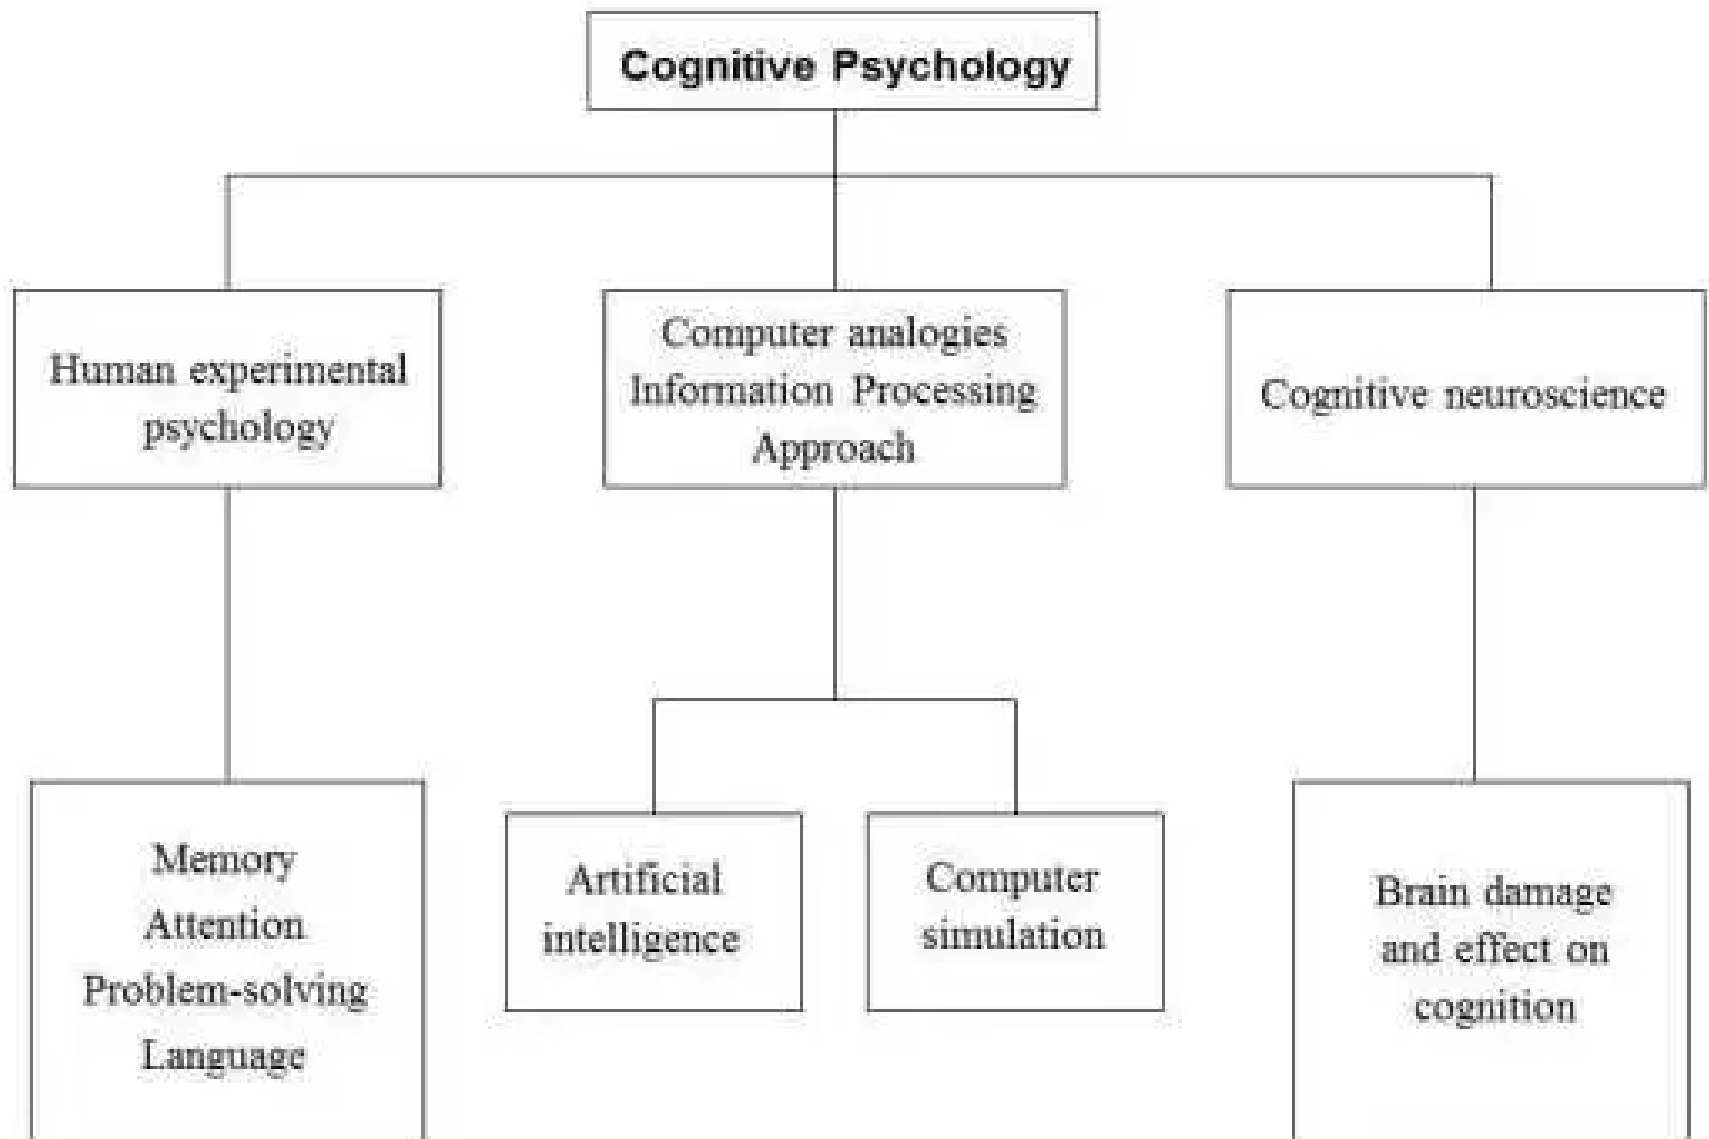 Cognitive Psychology
Human experimental
psychology
Computer analogies
Information Processing
Approach
Cognitive neuroscience
Memory
Attention
Problem-solving
Language
Artificial
intelligence
Computer
simulation
Brain damage
and effect on
cognition